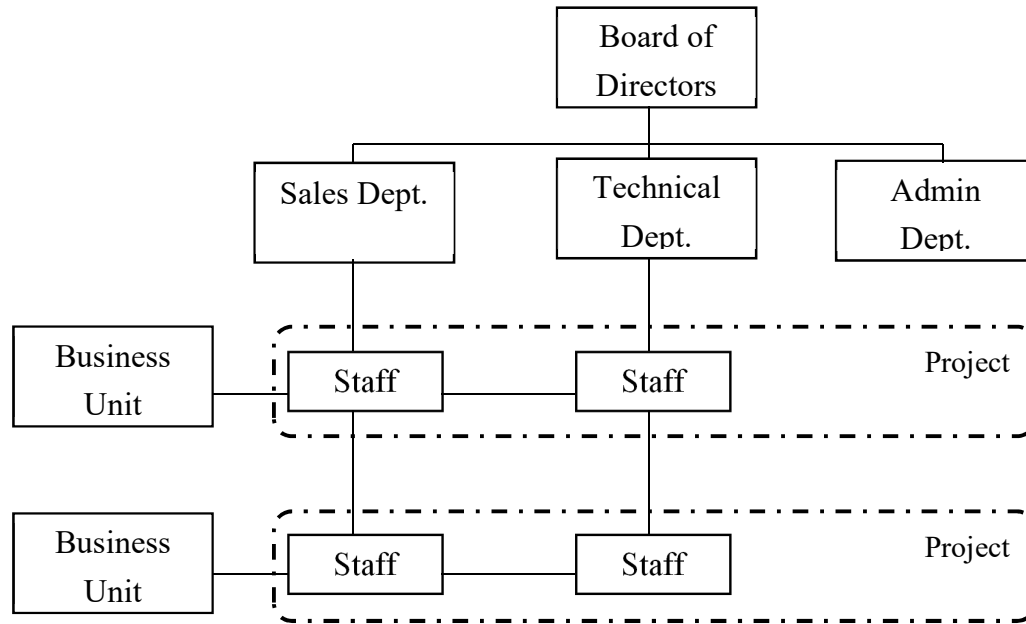 Board of
Directors
Sales Dept.
Technical
Dept.
Admin
Dept.
Business
Unit
Staff
Staff
Project
Business
Unit
Staff
Staff
Project